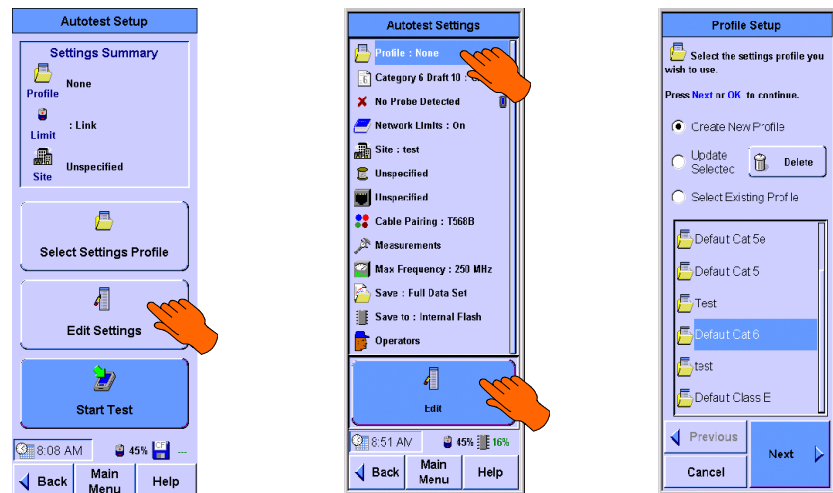 Autotest Setup
Settings Summary
Profile
None
Limit
: Link
Site
Unspecified
Select Settings Profile
Edit Settings
Start Test
8:08 AM
45%
CF
---
Back
Main
Menu
Help
Autotest Settings
Profile : None
Category 6 Draft 10 :
No Probe Detected
Network Limits : On
Site : test
Unspecified
Unspecified
Cable Pairing : T568B
Measurements
Max Frequency : 250 MHz
Save : Full Data Set
Save to : Internal Flash
Operators
Edit
8:51 AM
45%
16%
Back
Main
Menu
Help
Profile Setup
Select the settings profile you
wish to use.
Press Next or OK to continue.
Create New Profile
Update
Selected
Delete
Select Existing Profile
Defaut Cat 5e
Defaut Cat 5
Test
Defaut Cat 6
test
Defaut Class E
Previous
Next
Cancel